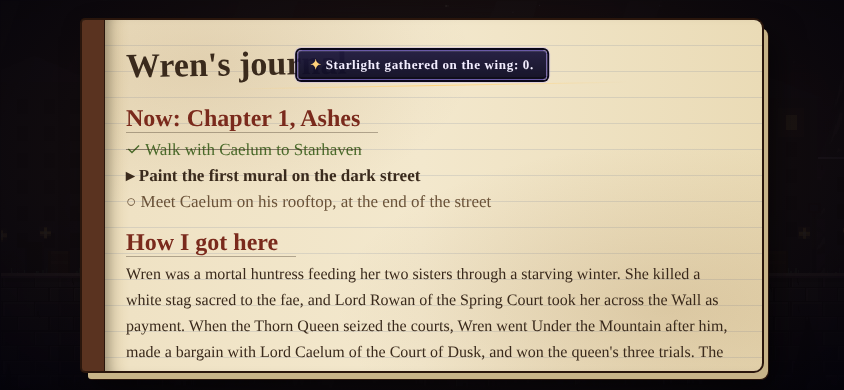 Wren's jour
✦ Starlight gathered on the wing: 0.
Now: Chapter 1, Ashes
✓ Walk with Caelum to Starhaven
▸ Paint the first mural on the dark street
○ Meet Caelum on his rooftop, at the end of the street
How I got here
Wren was a mortal huntress feeding her two sisters through a starving winter. She killed a
white stag sacred to the fae, and Lord Rowan of the Spring Court took her across the Wall as
payment. When the Thorn Queen seized the courts, Wren went Under the Mountain after him,
made a bargain with Lord Caelum of the Court of Dusk, and won the queen's three trials. The